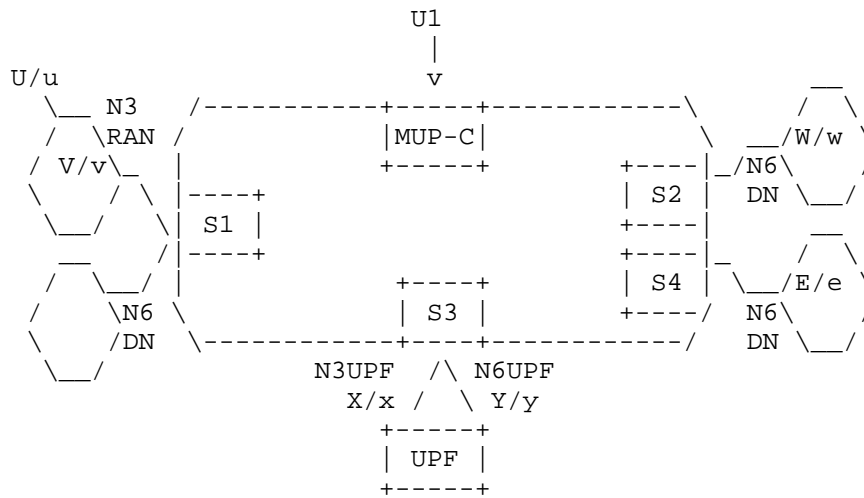 U1
v
U/u
N3
RAN MUP-C W/w
V/v N6
S2 DN
S1
S4 E/e
N6 S3 N6
DN DN
N3UPF N6UPF
X/x Y/y
UPF